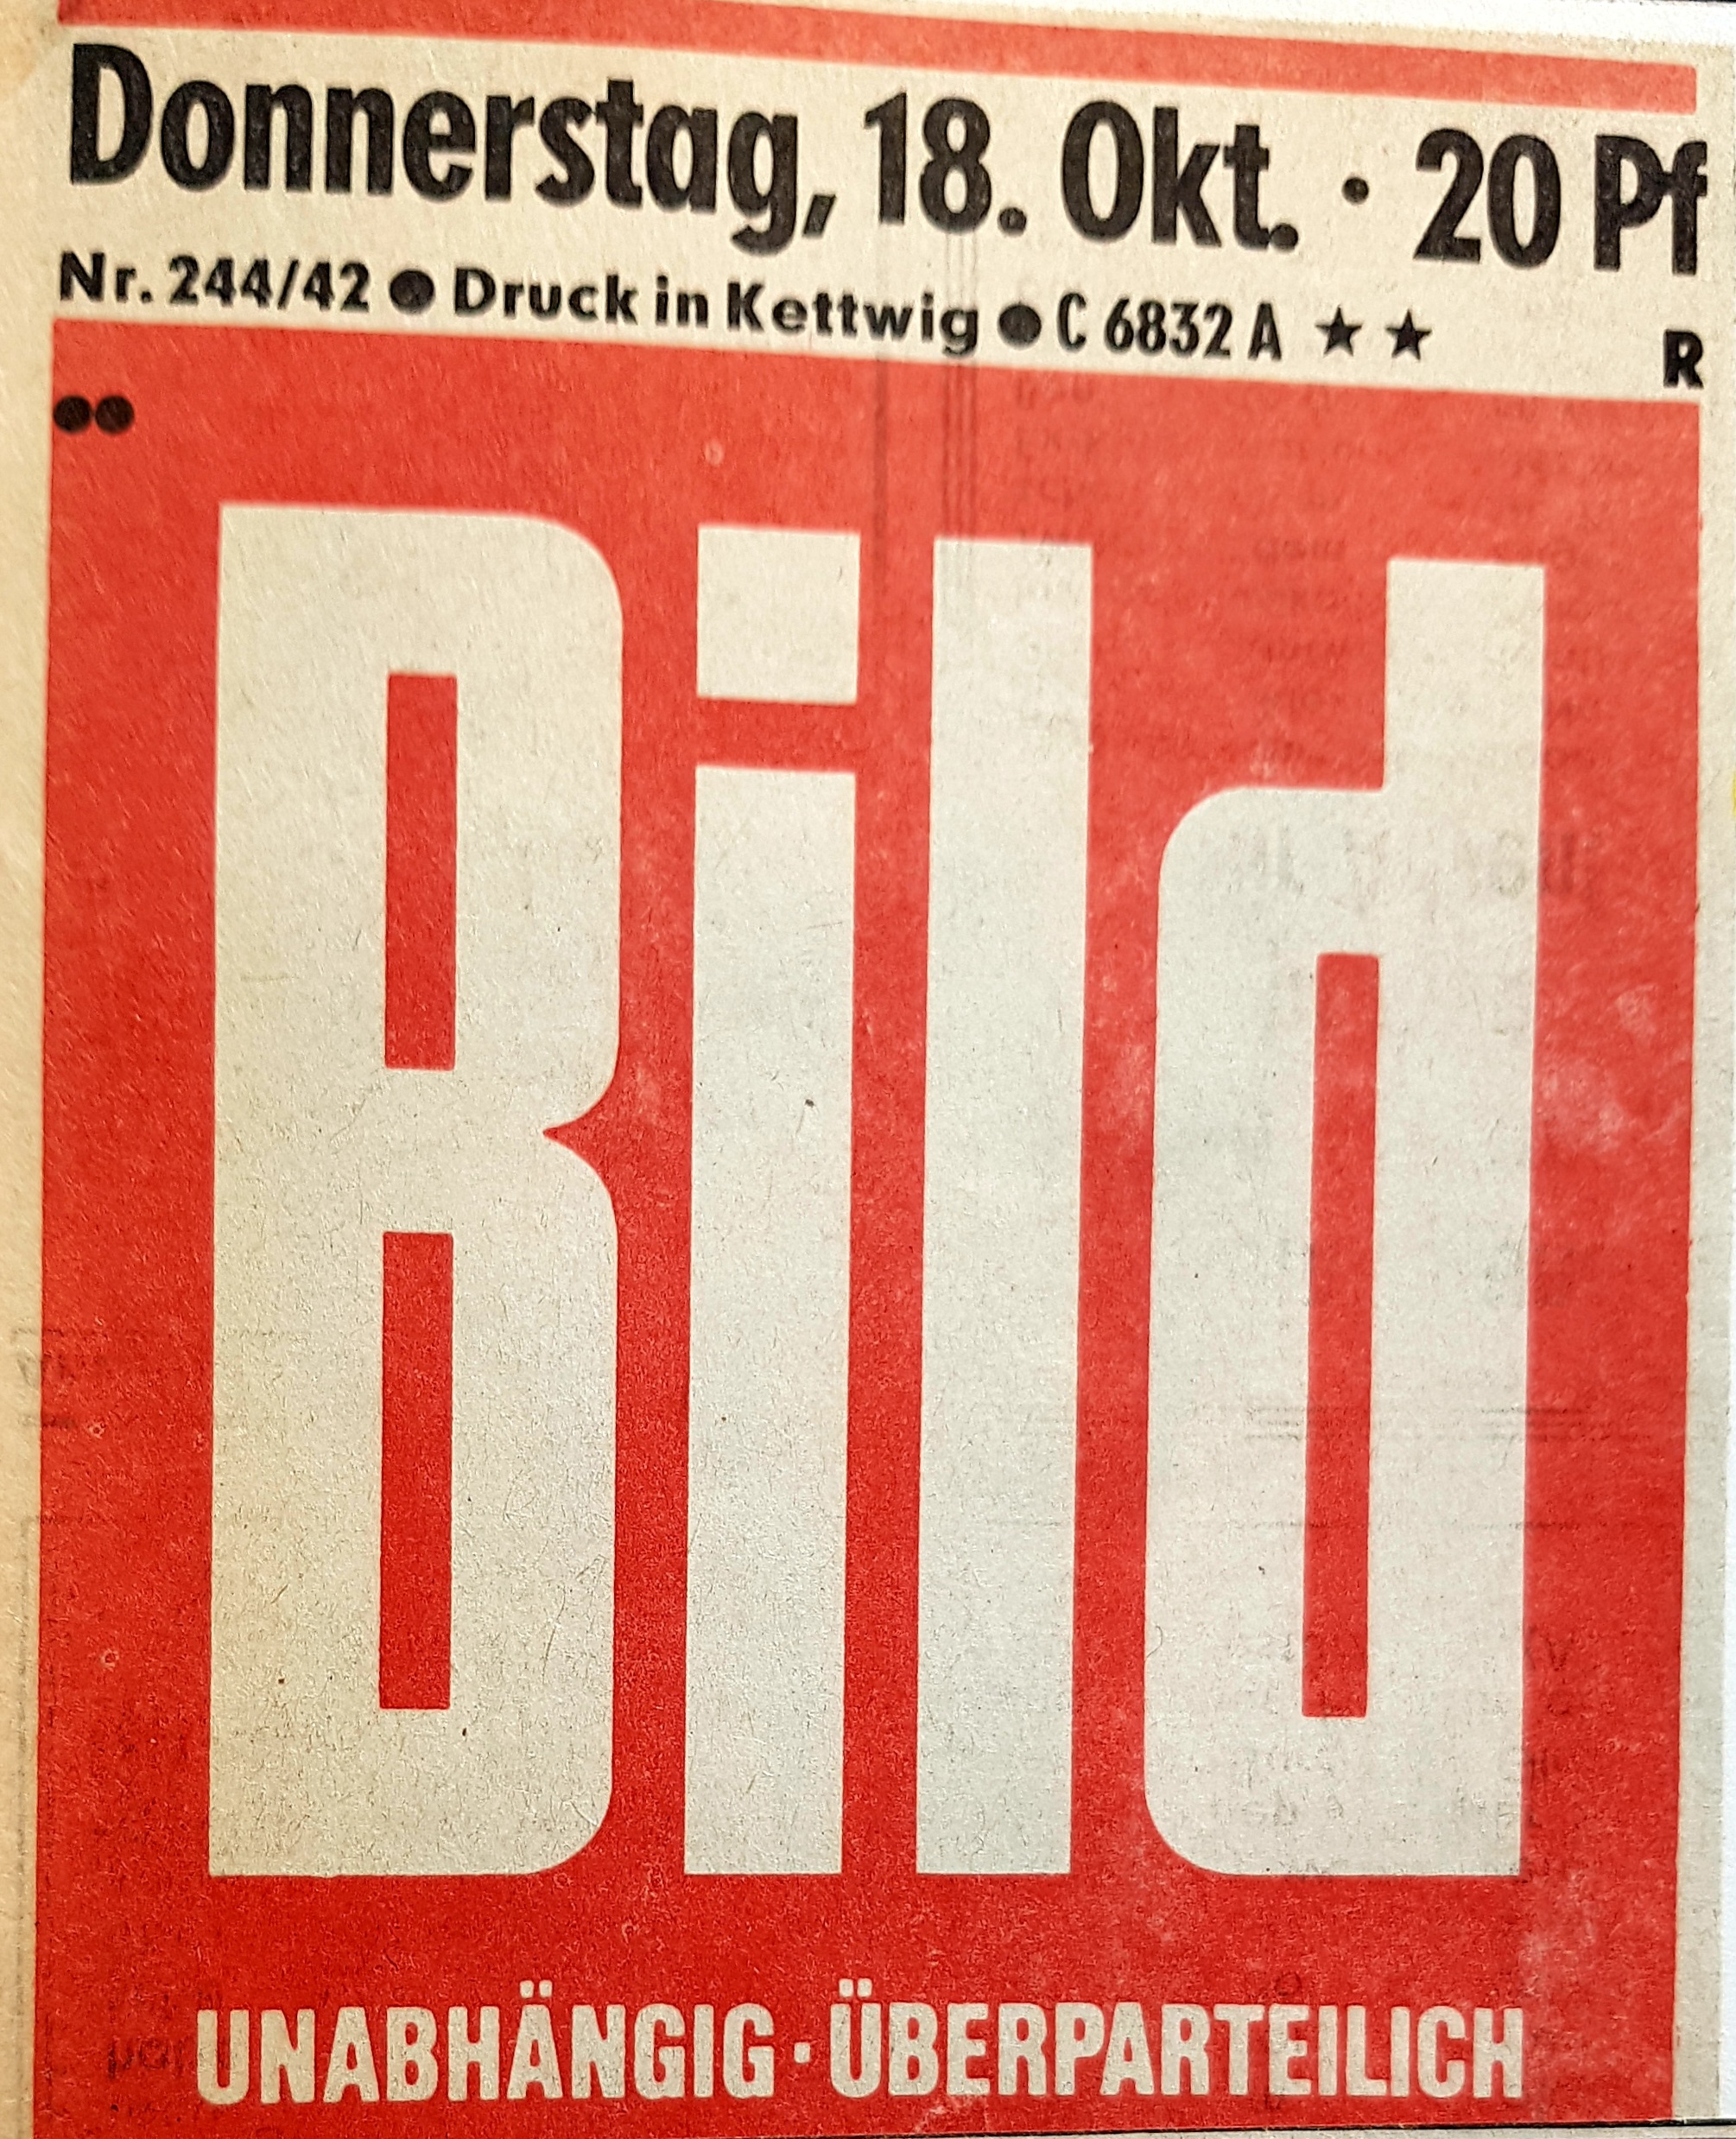 Donnerstag, 18. Okt. · 20 Pf
Nr. 244/42 ● Druck in Kettwig ● C 6832 A ★ ★ R
●●
Bild
UNABHÄNGIG · ÜBERPARTEILICH